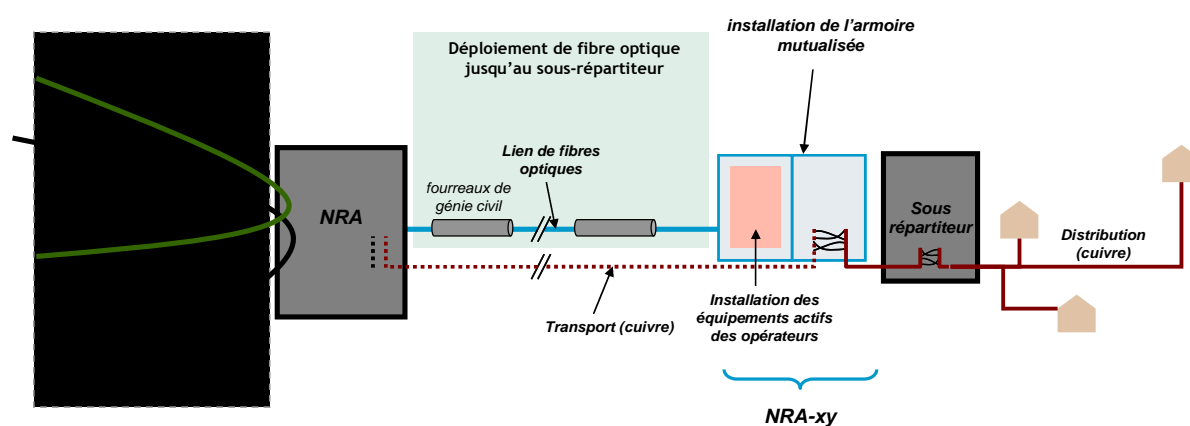 installation de l'armoire
mutualisée
Déploiement de fibre optique
jusqu'au sous-répartiteur
Lien de fibres
optiques
fourreaux de
génie civil
NRA
Sous
répartiteur
Distribution
(cuivre)
Transport (cuivre)
Installation des
équipements actifs
des opérateurs
NRA-xy